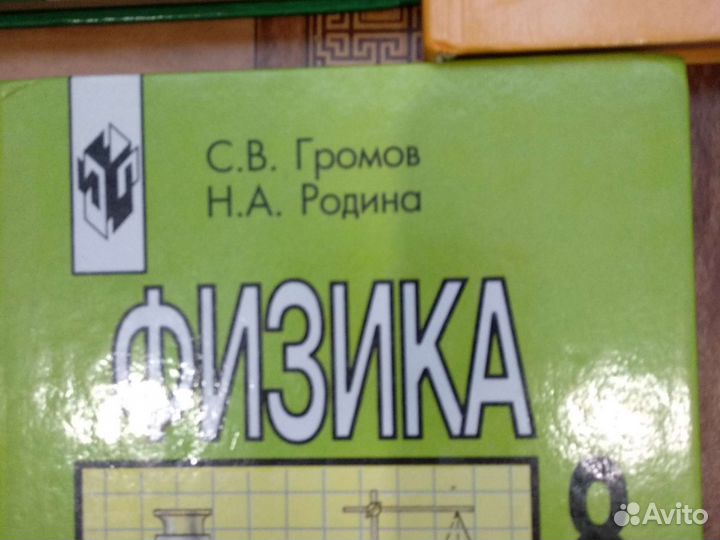 С.В. Громов
Н.А. Родина
ФИЗИКА
8
Avito